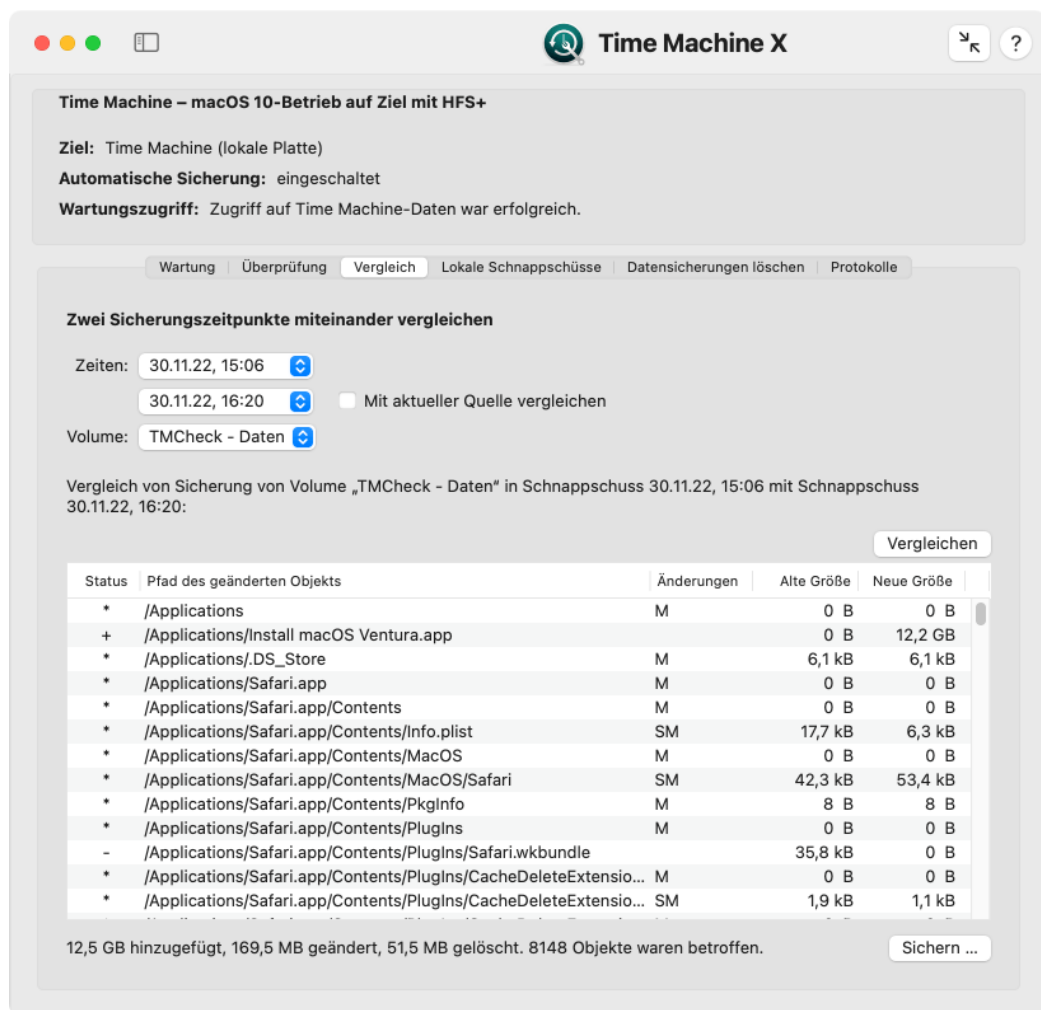 Time Machine X
?
Time Machine – macOS 10-Betrieb auf Ziel mit HFS+
Ziel: Time Machine (lokale Platte)
Automatische Sicherung: eingeschaltet
Wartungszugriff: Zugriff auf Time Machine-Daten war erfolgreich.
Wartung Überprüfung Vergleich Lokale Schnappschüsse Datensicherungen löschen Protokolle
Zwei Sicherungszeitpunkte miteinander vergleichen
Zeiten: 30.11.22, 15:06
30.11.22, 16:20 Mit aktueller Quelle vergleichen
Volume: TMCheck - Daten
Vergleich von Sicherung von Volume „TMCheck - Daten“ in Schnappschuss 30.11.22, 15:06 mit Schnappschuss
30.11.22, 16:20:
Vergleichen
Status Pfad des geänderten Objekts Änderungen Alte Größe Neue Größe
* /Applications M 0 B 0 B
+ /Applications/Install macOS Ventura.app 0 B 12,2 GB
* /Applications/.DS_Store M 6,1 kB 6,1 kB
* /Applications/Safari.app M 0 B 0 B
* /Applications/Safari.app/Contents M 0 B 0 B
* /Applications/Safari.app/Contents/Info.plist SM 17,7 kB 6,3 kB
* /Applications/Safari.app/Contents/MacOS M 0 B 0 B
* /Applications/Safari.app/Contents/MacOS/Safari SM 42,3 kB 53,4 kB
* /Applications/Safari.app/Contents/PkgInfo M 8 B 8 B
* /Applications/Safari.app/Contents/PlugIns M 0 B 0 B
- /Applications/Safari.app/Contents/PlugIns/Safari.wkbundle 35,8 kB 0 B
* /Applications/Safari.app/Contents/PlugIns/CacheDeleteExtensio... M 0 B 0 B
* /Applications/Safari.app/Contents/PlugIns/CacheDeleteExtensio... SM 1,9 kB 1,1 kB
12,5 GB hinzugefügt, 169,5 MB geändert, 51,5 MB gelöscht. 8148 Objekte waren betroffen.
Sichern ...